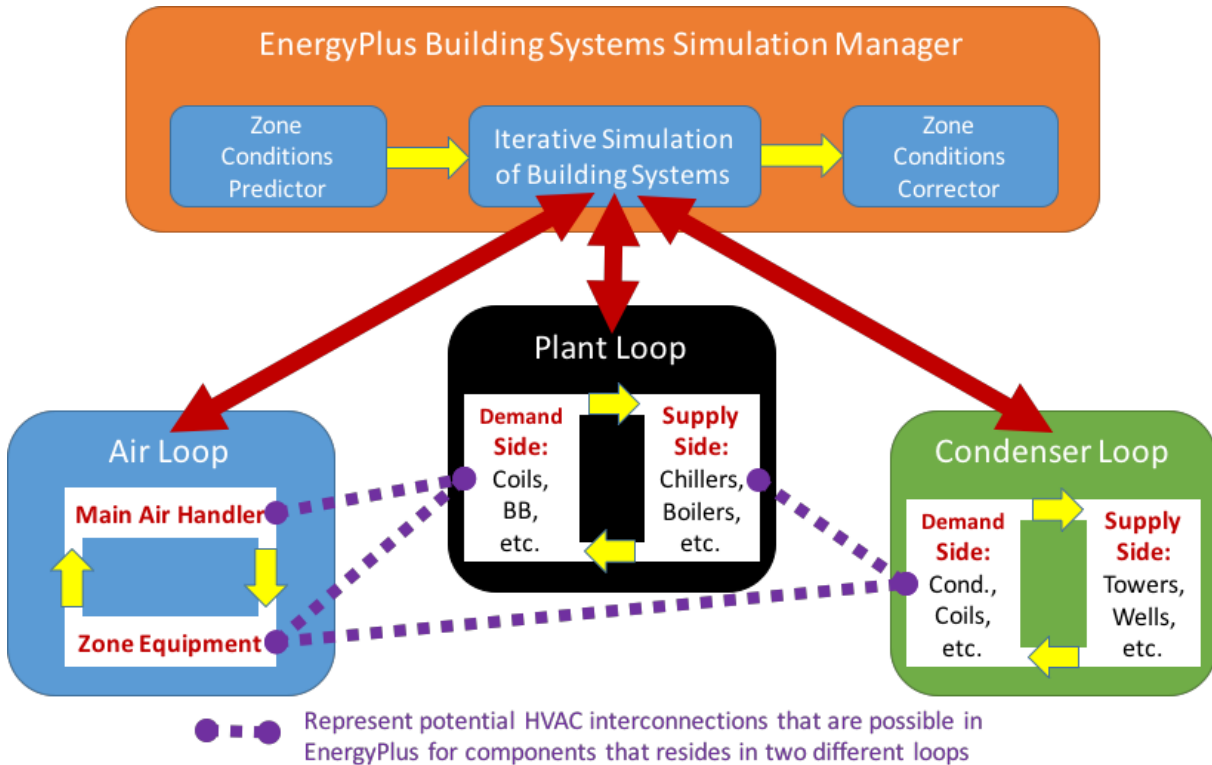 EnergyPlus Building Systems Simulation Manager
Zone
Conditions
Predictor
Iterative Simulation
of Building Systems
Zone
Conditions
Corrector
Plant Loop
Demand
Side:
Coils,
BB,
etc.
Supply
Side:
Chillers,
Boilers,
etc.
Air Loop
Main Air Handler
Zone Equipment
Condenser Loop
Demand
Side:
Cond.,
Coils,
etc.
Supply
Side:
Towers,
Wells,
etc.
Represent potential HVAC interconnections that are possible in
EnergyPlus for components that resides in two different loops